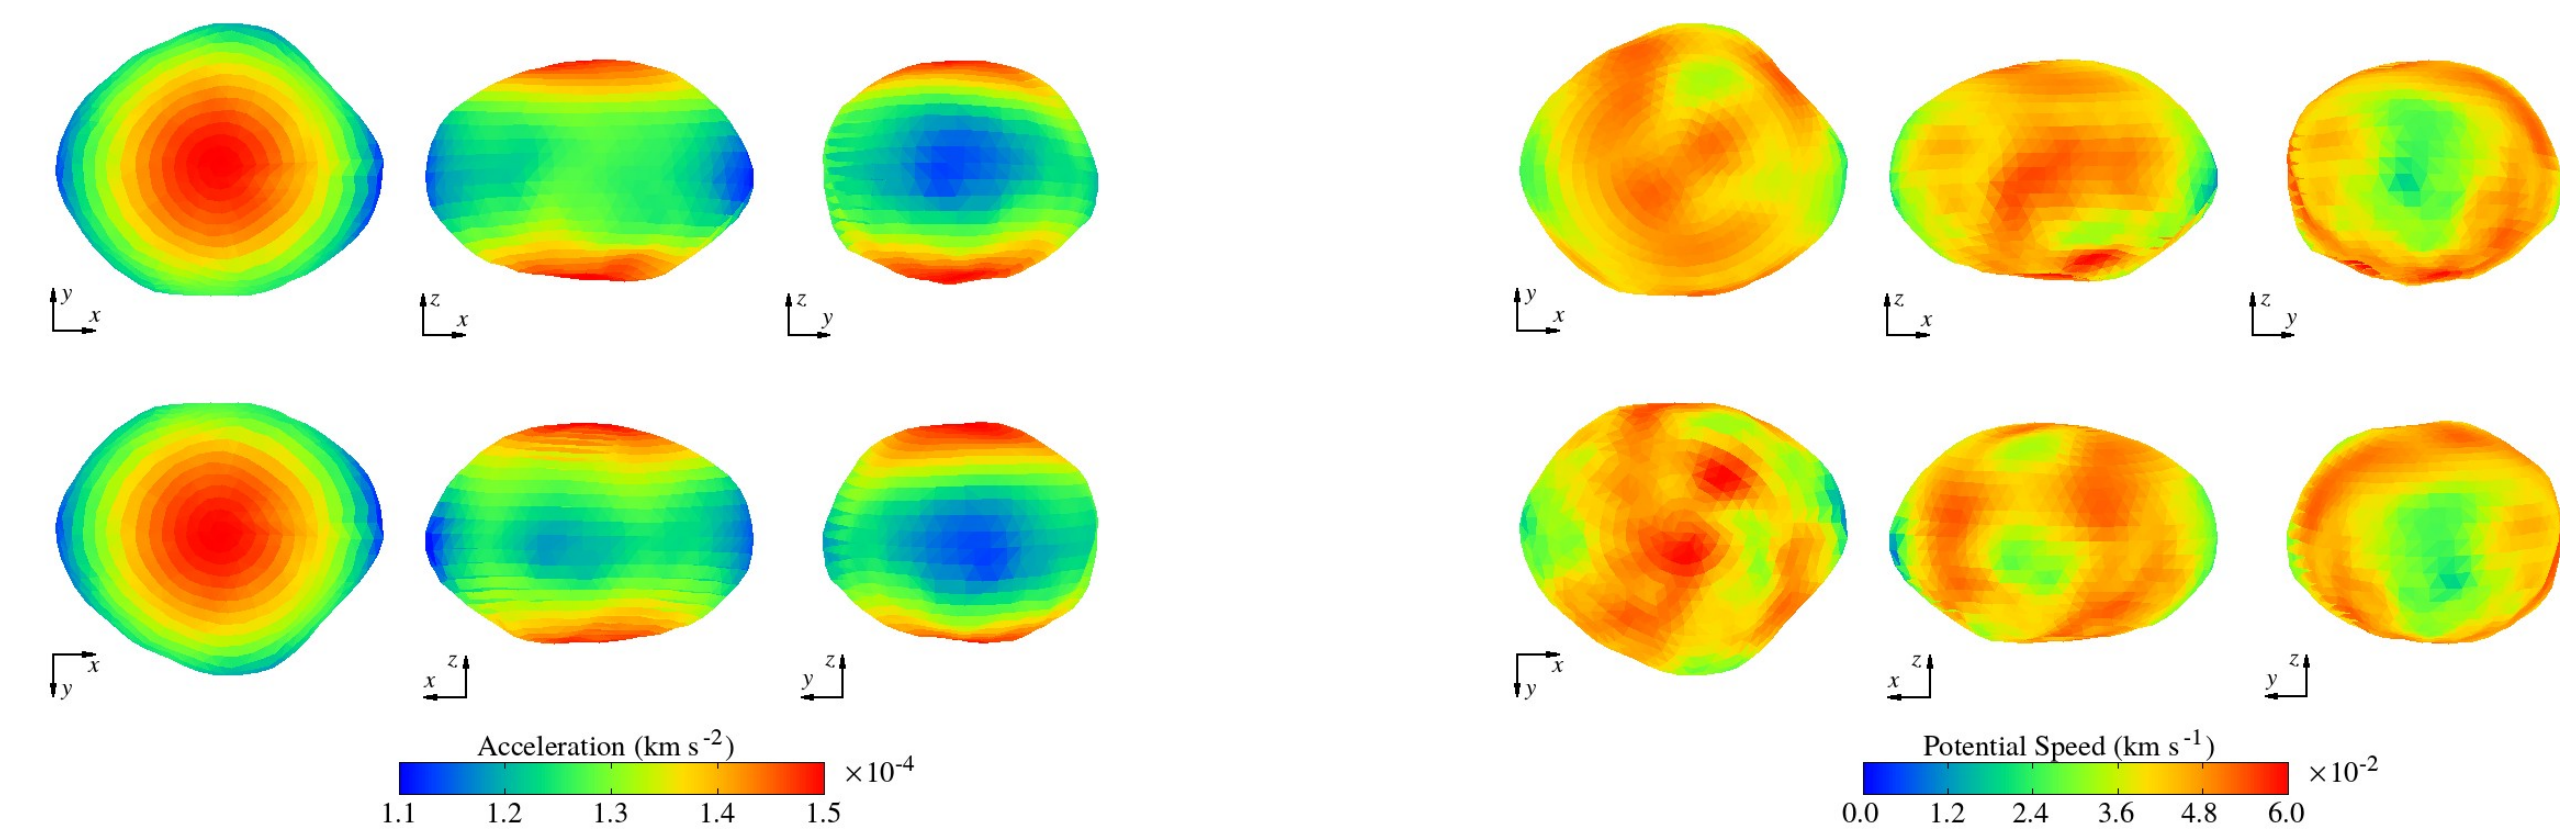 y
x
z
x
z
y
y
x
z
x
z
y
x
y
z
x
z
y
x
y
z
x
z
y
Acceleration (km s-2)
×10-4
1.1 1.2 1.3 1.4 1.5
Potential Speed (km s-1)
×10-2
0.0 1.2 2.4 3.6 4.8 6.0